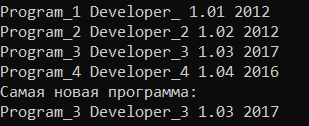 Program_1 Developer_ 1.01 2012
Program_2 Developer_2 1.02 2012
Program_3 Developer_3 1.03 2017
Program_4 Developer_4 1.04 2016
Самая новая программа:
Program_3 Developer_3 1.03 2017